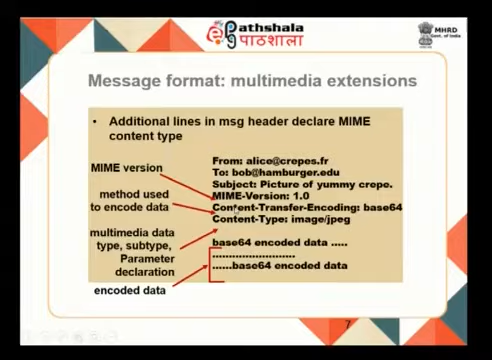 ePathshala
पाठशाला
MHRD
Govt. of India
Message format: multimedia extensions
• Additional lines in msg header declare MIME
content type
MIME version
method used
to encode data
multimedia data
type, subtype,
Parameter
declaration
encoded data
From: alice@crepes.fr
To: bob@hamburger.edu
Subject: Picture of yummy crepe.
MIME-Version: 1.0
Content-Transfer-Encoding: base64
Content-Type: image/jpeg
base64 encoded data .....
.........................
......base64 encoded data
7